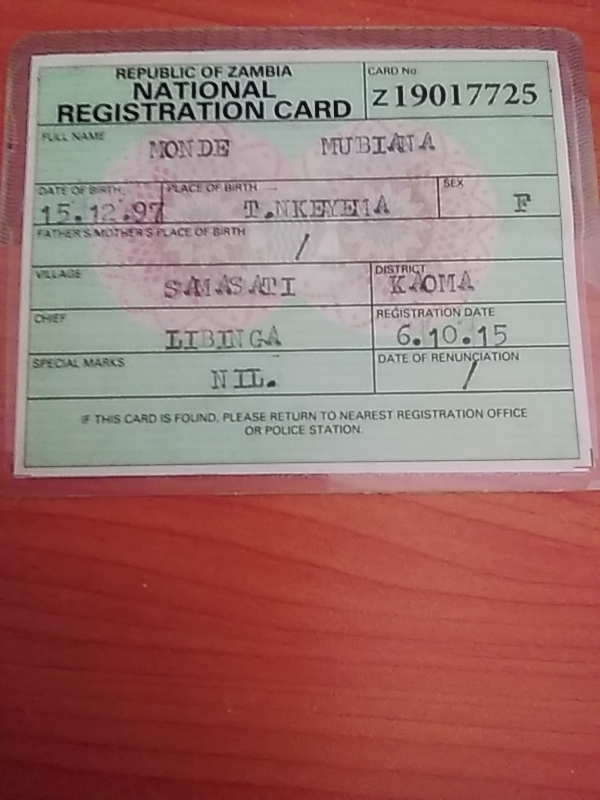 REPUBLIC OF ZAMBIA
NATIONAL
REGISTRATION CARD
CARD No.
Z19017725
FULL NAME
MONDE MUBIANA
DATE OF BIRTH
15.12.97
PLACE OF BIRTH
T.NKEYEMA
SEX
F
FATHER'S/MOTHER'S PLACE OF BIRTH
/
VILLAGE
SAMASATI
DISTRICT
KAOMA
CHIEF
LIBINGA
REGISTRATION DATE
6.10.15
SPECIAL MARKS
NIL.
DATE OF RENUNCIATION
/
IF THIS CARD IS FOUND, PLEASE RETURN TO NEAREST REGISTRATION OFFICE
OR POLICE STATION.